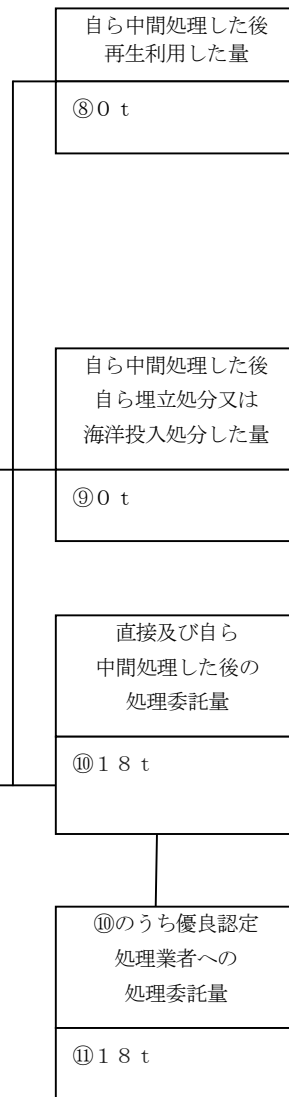 自ら中間処理した後
再生利用した量
⑧０ｔ
自ら中間処理した後
自ら埋立処分又は
海洋投入処分した量
⑨０ｔ
直接及び自ら
中間処理した後の
処理委託量
⑩１８ｔ
⑩のうち優良認定
処理業者への
処理委託量
⑪１８ｔ